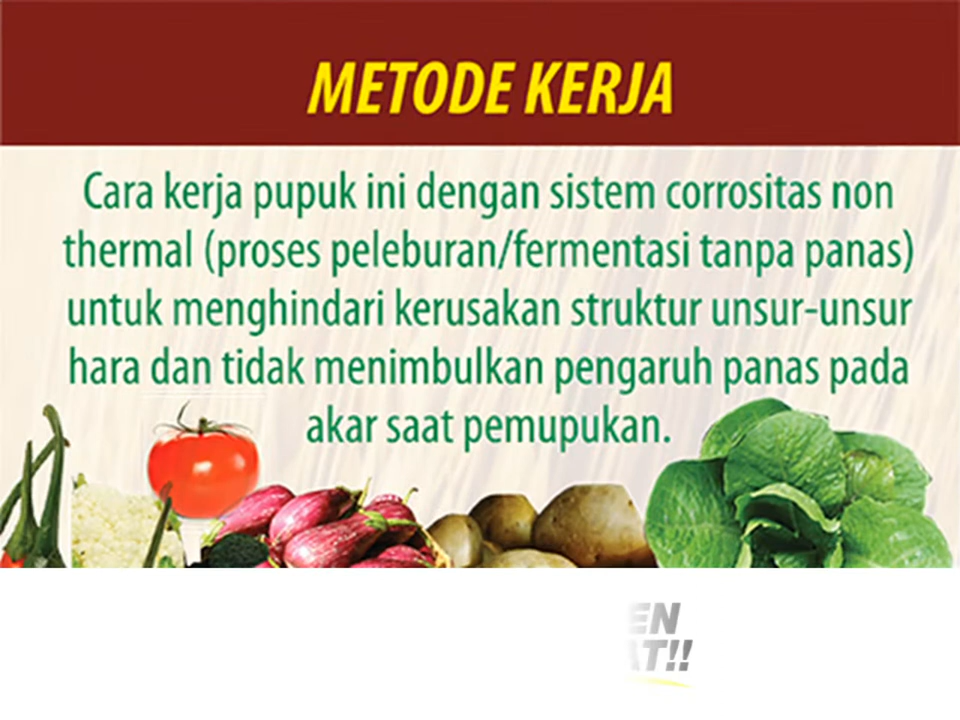 METODE KERJA
Cara kerja pupuk ini dengan sistem corrositas non
thermal (proses peleburan/fermentasi tanpa panas)
untuk menghindari kerusakan struktur unsur-unsur
hara dan tidak menimbulkan pengaruh panas pada
akar saat pemupukan.